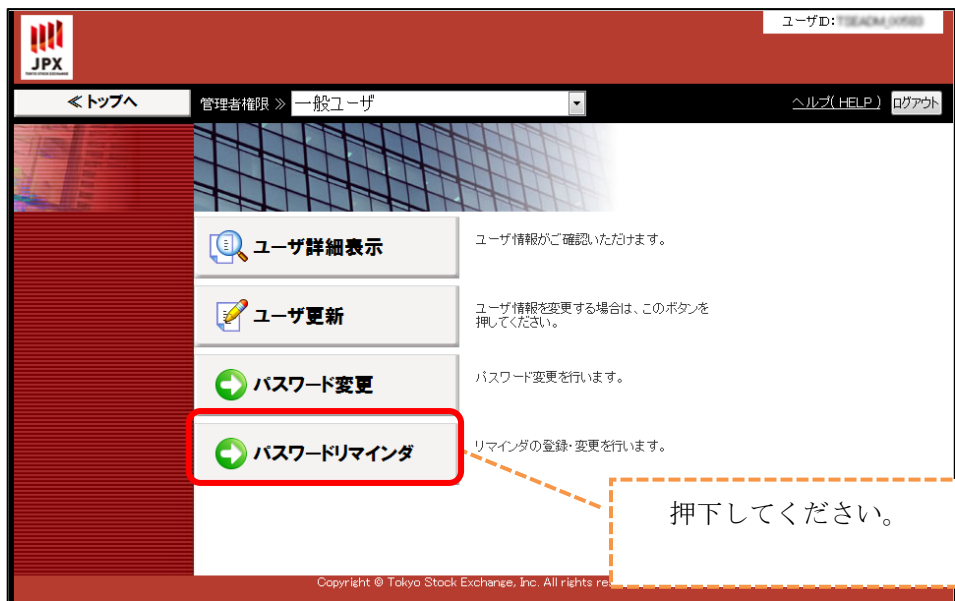 JPX
TOKYO STOCK EXCHANGE
ユーザID:
≪ トップへ
管理者権限 ≫ 一般ユーザ
ヘルプ( HELP )
ログアウト
ユーザ詳細表示
ユーザ情報がご確認いただけます。
ユーザ更新
ユーザ情報を変更する場合は、このボタンを
押してください。
パスワード変更
パスワード変更を行います。
パスワードリマインダ
リマインダの登録・変更を行います。
押下してください。
Copyright © Tokyo Stock Exchange, Inc. All rights